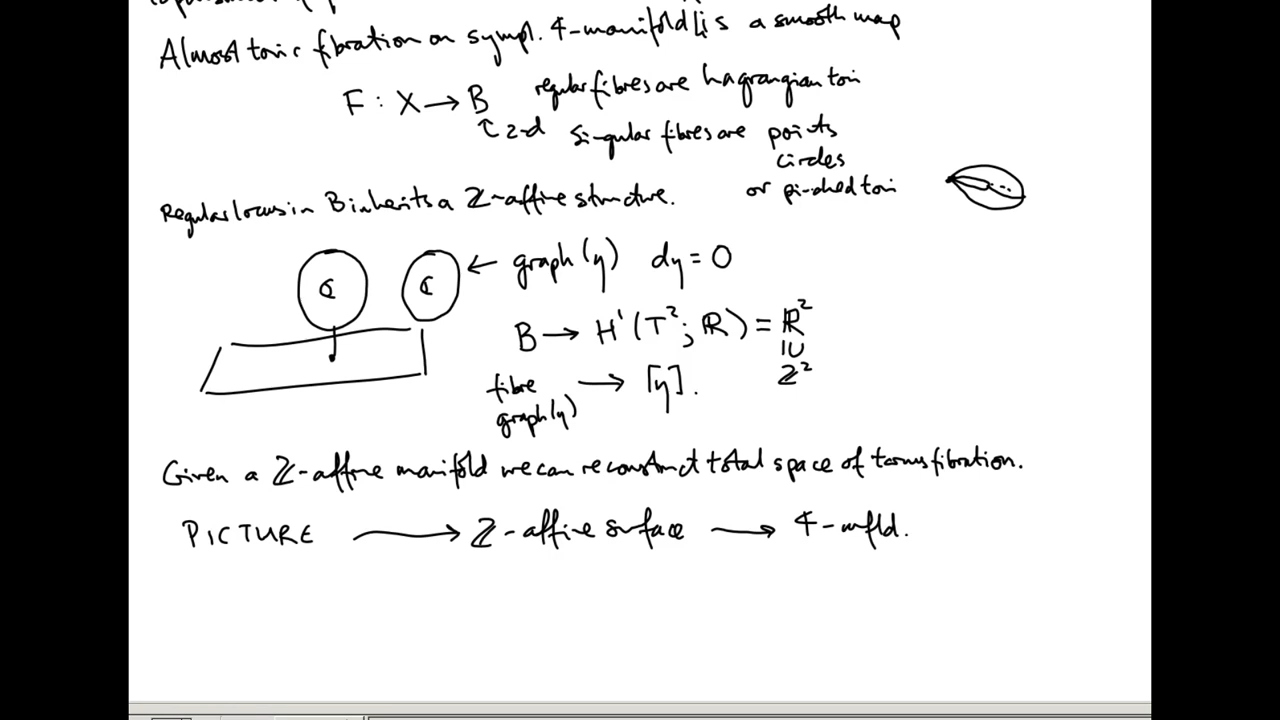 Almost toric fibration on sympl. 4-manifold is a smooth map
F : X → B regular fibres are Lagrangian tori
↑ 2-d singular fibres are points
circles
or pinched tori
Regular locus in B inherits a ℤ-affine structure.
← graph(η) dη = 0
B → H¹(T²; ℝ) = ℝ²
∪|
ℤ²
fibre → [η].
graph(η)
Given a ℤ-affine manifold we can reconstruct total space of torus fibration.
PICTURE → ℤ-affine surface → 4-mfld.